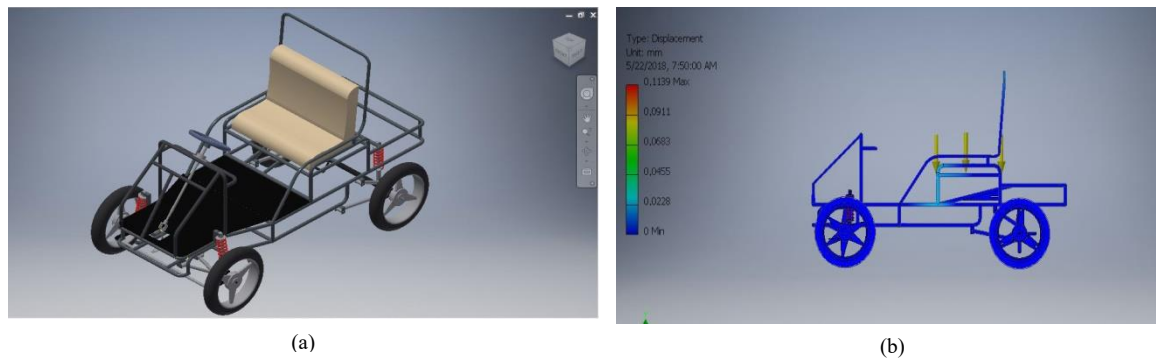 Type: Displacement
Unit: mm
5/22/2018, 7:50:00 AM
0,1139 Max
0,0911
0,0683
0,0455
0,0228
0 Min
(a)
(b)